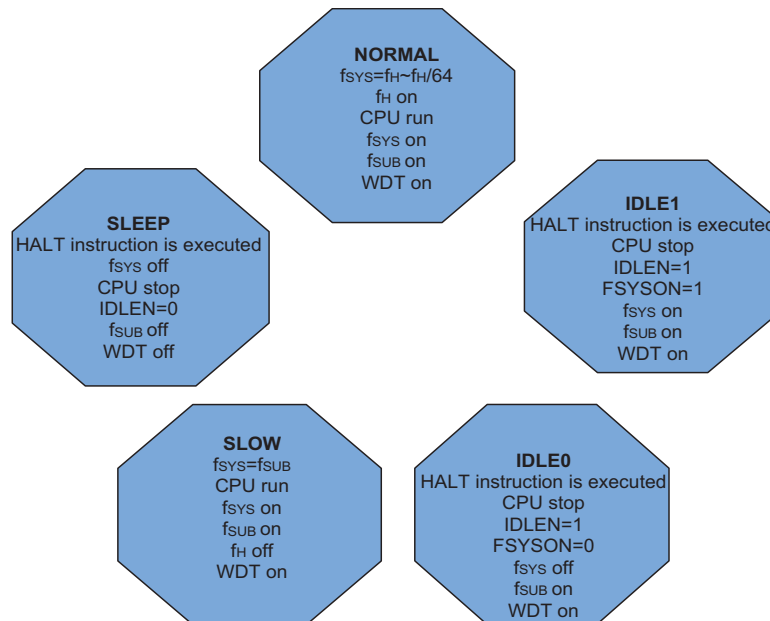 NORMAL
fSYS=fH~fH/64
fH on
CPU run
fSYS on
fSUB on
WDT on
SLEEP
HALT instruction is executed
fSYS off
CPU stop
IDLEN=0
fSUB off
WDT off
IDLE1
HALT instruction is executed
CPU stop
IDLEN=1
FSYSON=1
fSYS on
fSUB on
WDT on
SLOW
fSYS=fSUB
CPU run
fSYS on
fSUB on
fH off
WDT on
IDLE0
HALT instruction is executed
CPU stop
IDLEN=1
FSYSON=0
fSYS off
fSUB on
WDT on